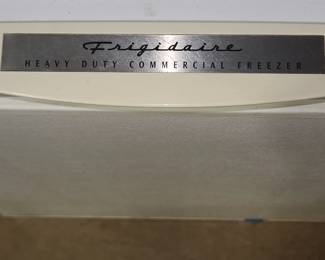 Frigidaire
HEAVY DUTY COMMERCIAL FREEZER